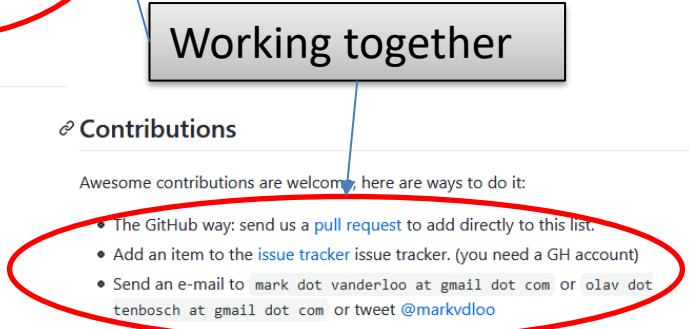 Working together
Contributions
Awesome contributions are welcome, here are ways to do it:
• The GitHub way: send us a pull request to add directly to this list.
• Add an item to the issue tracker issue tracker. (you need a GH account)
• Send an e-mail to mark dot vanderloo at gmail dot com or olav dot
tenbosch at gmail dot com or tweet @markvdloo